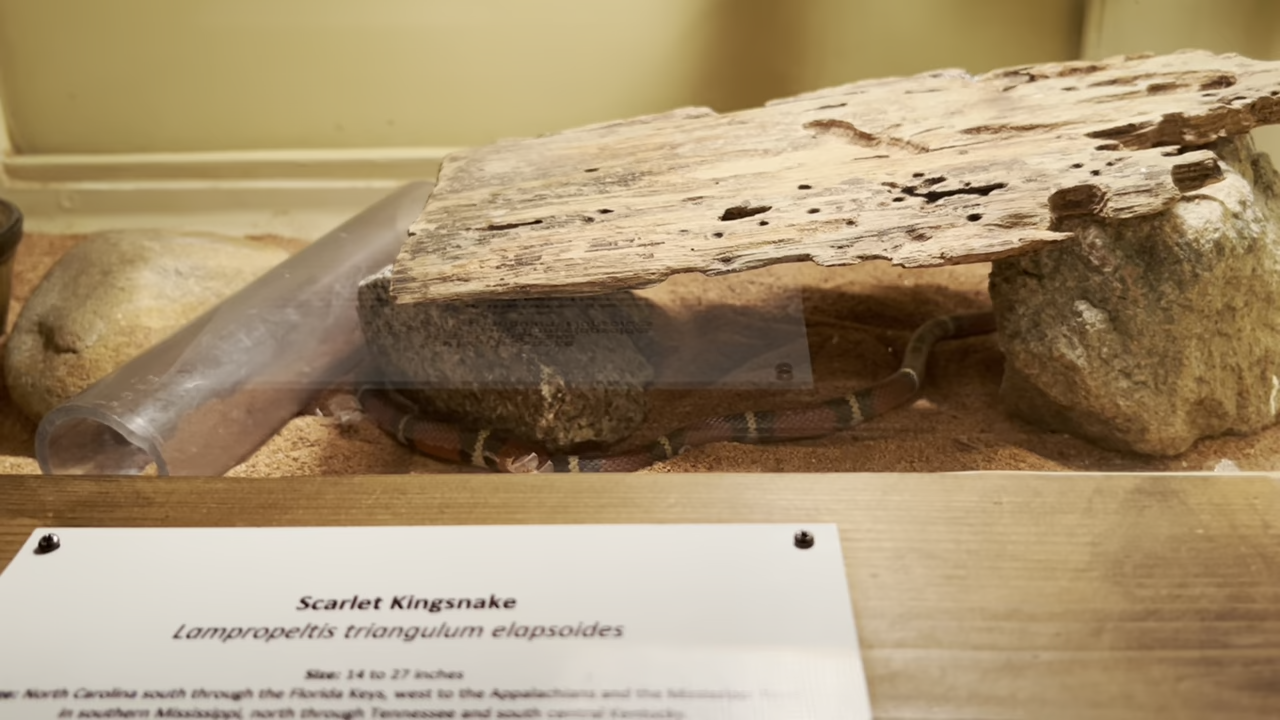 Scarlet Kingsnake
Lampropeltis triangulum elapsoides
Size: 14 to 27 inches
North Carolina south through the Florida Keys, west to the Appalachians and the Mississippi
in southern Mississippi, north through Tennessee and south central Kentucky.